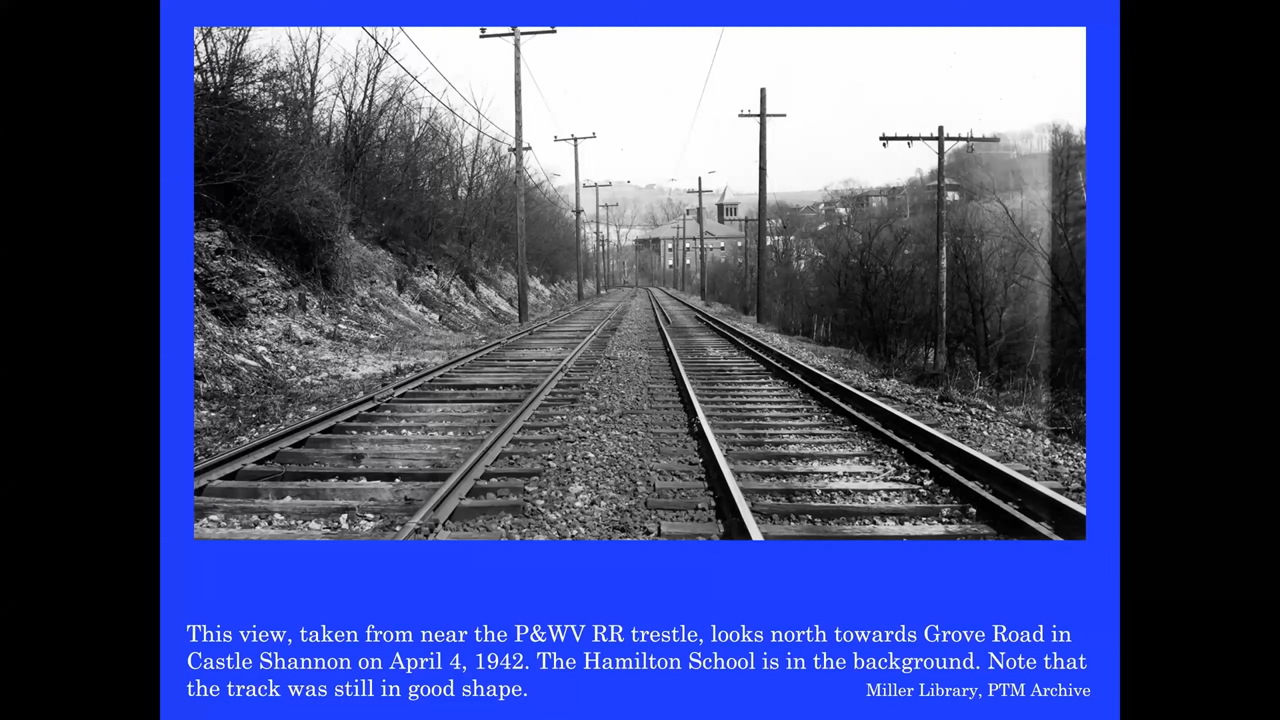 This view, taken from near the P&WV RR trestle, looks north towards Grove Road in
Castle Shannon on April 4, 1942. The Hamilton School is in the background. Note that
the track was still in good shape.
Miller Library, PTM Archive